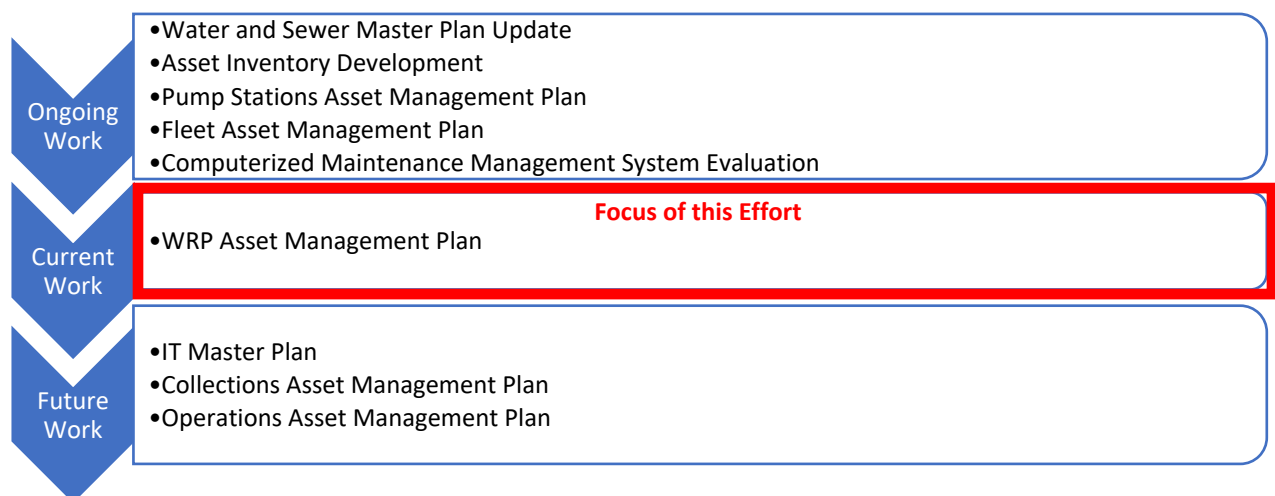 Ongoing
Work
•Water and Sewer Master Plan Update
•Asset Inventory Development
•Pump Stations Asset Management Plan
•Fleet Asset Management Plan
•Computerized Maintenance Management System Evaluation
Current
Work
Focus of this Effort
•WRP Asset Management Plan
Future
Work
•IT Master Plan
•Collections Asset Management Plan
•Operations Asset Management Plan